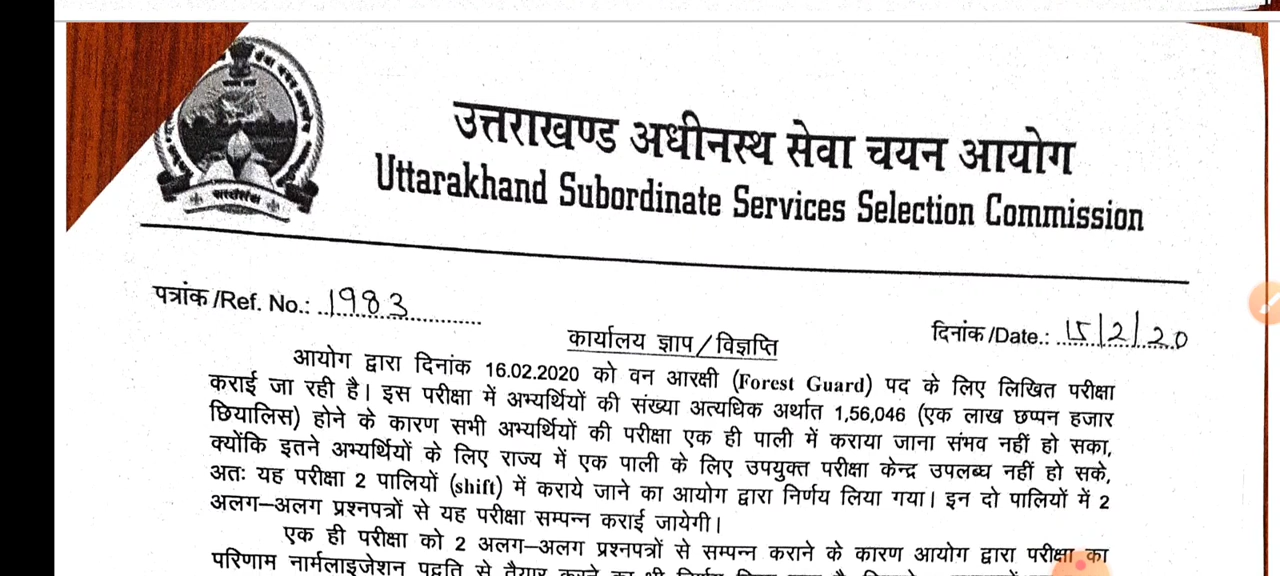 उत्तराखण्ड अधीनस्थ सेवा चयन आयोग
Uttarakhand Subordinate Services Selection Commission
पत्रांक /Ref. No.: 1983
दिनांक /Date.: 15/2/20
कार्यालय ज्ञाप / विज्ञप्ति
आयोग द्वारा दिनांक 16.02.2020 को वन आरक्षी (Forest Guard) पद के लिए लिखित परीक्षा
कराई जा रही है। इस परीक्षा में अभ्यर्थियों की संख्या अत्यधिक अर्थात 1,56,046 (एक लाख छप्पन हजार
छियालिस) होने के कारण सभी अभ्यर्थियों की परीक्षा एक ही पाली में कराया जाना संभव नहीं हो सका,
क्योंकि इतने अभ्यर्थियों के लिए राज्य में एक पाली के लिए उपयुक्त परीक्षा केन्द्र उपलब्ध नहीं हो सके,
अतः यह परीक्षा 2 पालियों (shift) में कराये जाने का आयोग द्वारा निर्णय लिया गया। इन दो पालियों में 2
अलग–अलग प्रश्नपत्रों से यह परीक्षा सम्पन्न कराई जायेगी।
एक ही परीक्षा को 2 अलग–अलग प्रश्नपत्रों से सम्पन्न कराने के कारण आयोग द्वारा परीक्षा का
परिणाम नार्मलाइजेशन पद्वति से तैयार करने का भी निर्णय